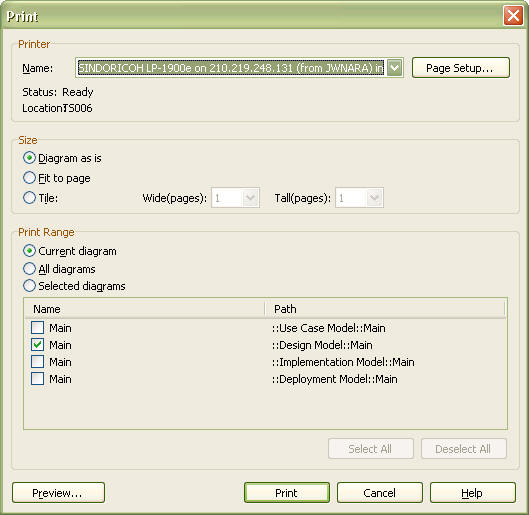 Print
Printer
Name: SINDORICOH LP-1900e on 210.219.248.131 (from JWNARA) in Page Setup...
Status: Ready
Location: TS006
Size
Diagram as is
Fit to page
Tile: Wide(pages): 1 Tall(pages): 1
Print Range
Current diagram
All diagrams
Selected diagrams
Name Path
Main ::Use Case Model::Main
Main ::Design Model::Main
Main ::Implementation Model::Main
Main ::Deployment Model::Main
Select All Deselect All
Preview... Print Cancel Help